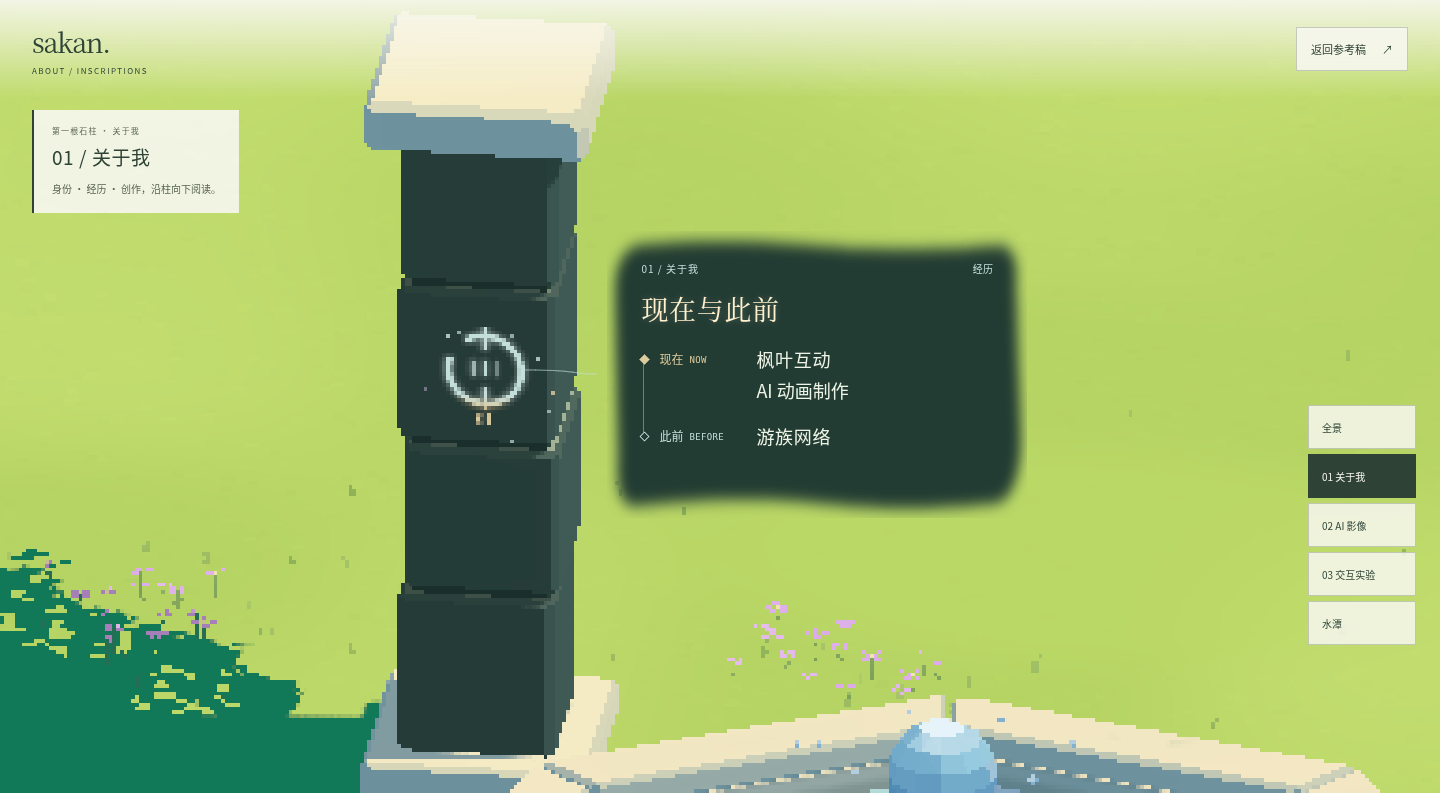 sakan.
ABOUT / INSCRIPTIONS
返回参考稿 ↗
第一根石柱 · 关于我
01 / 关于我
身份 · 经历 · 创作，沿柱向下阅读。
01 / 关于我
经历
现在与此前
现在 NOW
枫叶互动
AI 动画制作
此前 BEFORE
游族网络
全景
01 关于我
02 AI 影像
03 交互实验
水潭